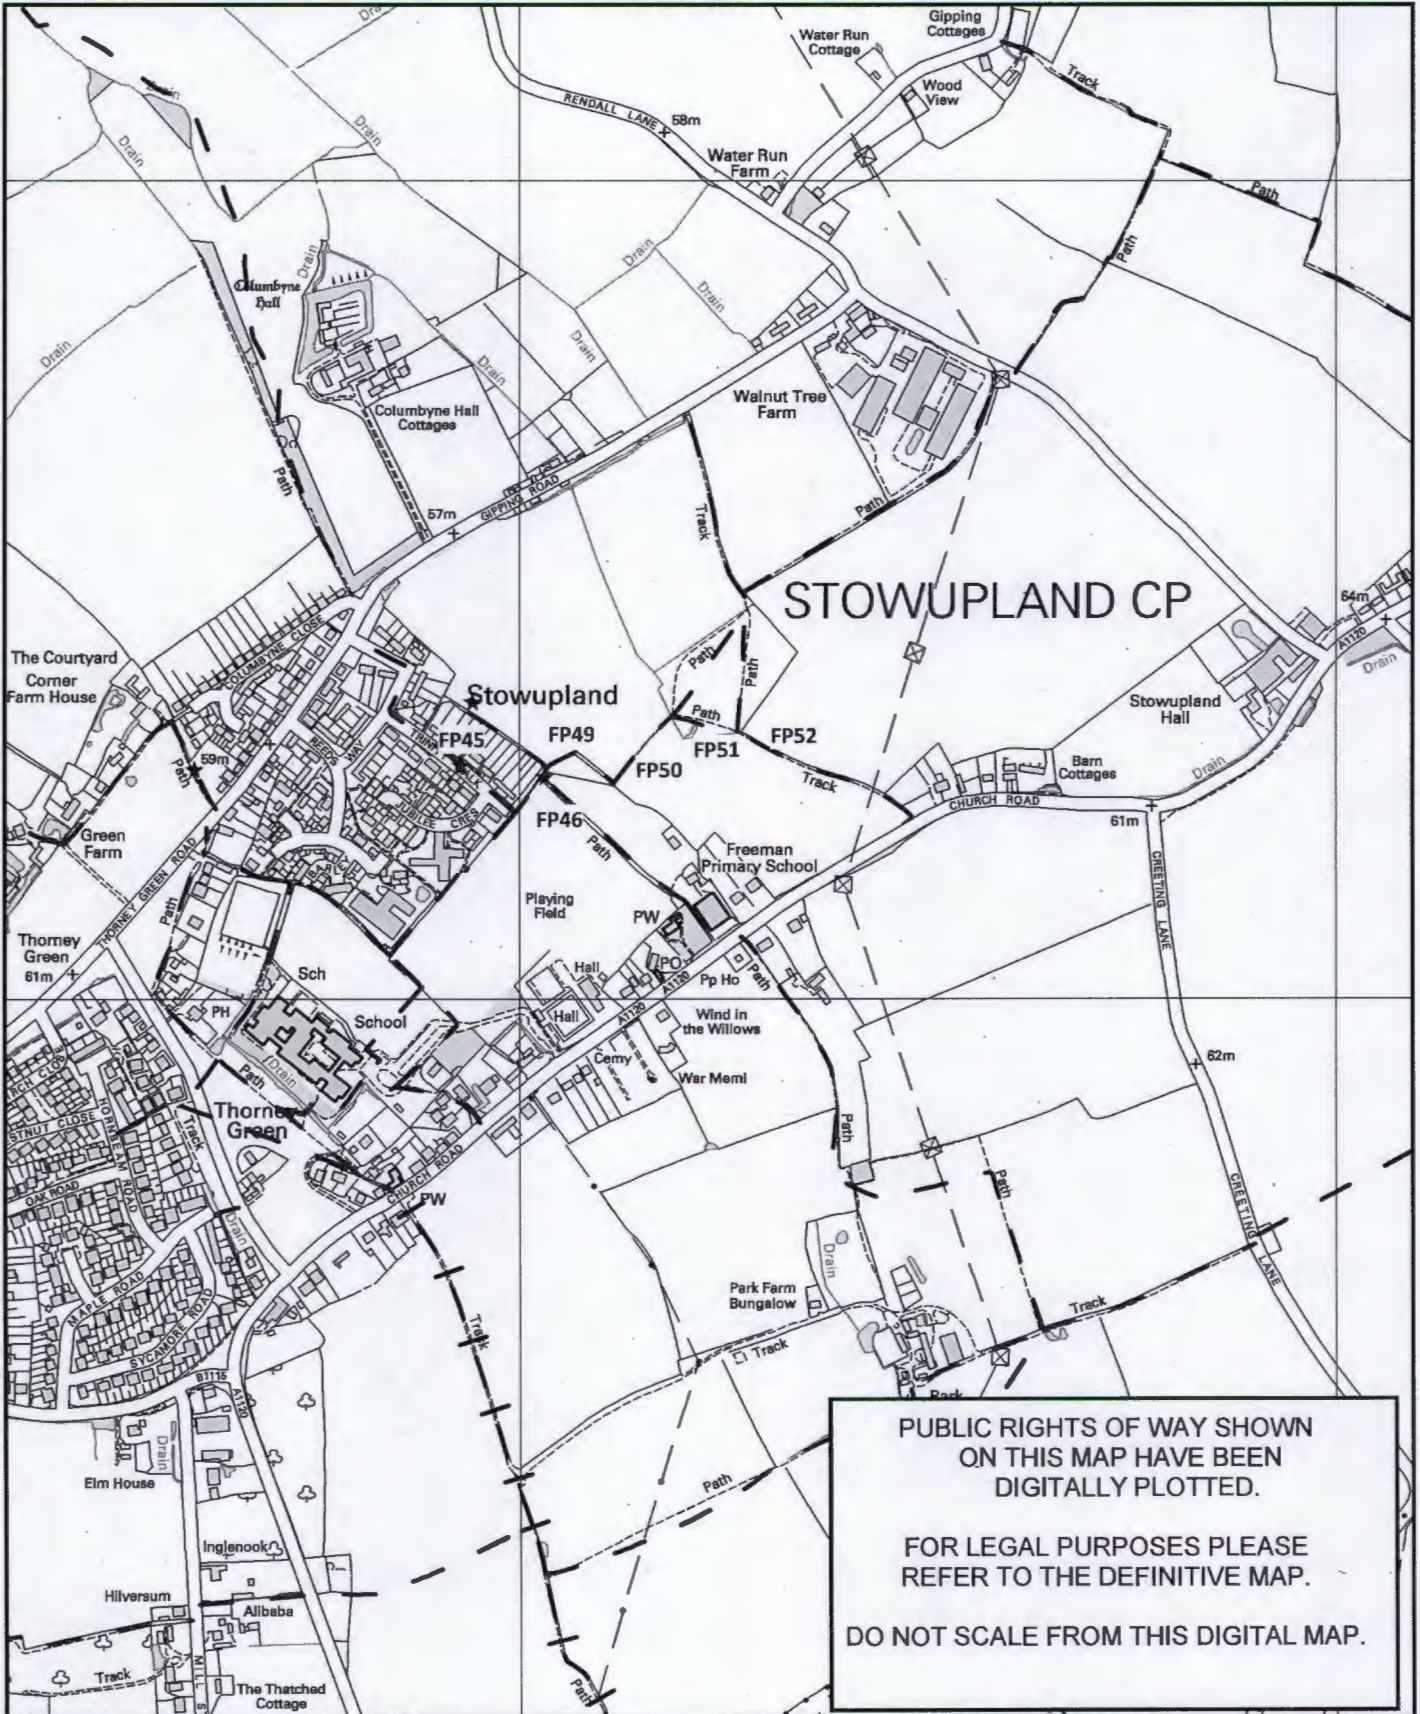 Drain
Gipping
Cottages
Water Run
Cottage
Track
Wood
View
Drain
RENDALL LANE
58m
Drain
Drain
Water Run
Farm
Path
Path
Drain
Drain
Columbyne
Hall
Drain
Drain
Drain
Drain
Drain
Walnut Tree
Farm
Columbyne Hall
Cottages
Path
57m
GIPPING ROAD
Track
Path
STOWUPLAND CP
64m
A1120
Drain
COLUMBYNE CLOSE
The Courtyard
Corner
Farm House
Path
Path
Stowupland
Stowupland
Hall
REEDS WAY
FP45
FP49
Path
FP51
FP52
59m
Path
FP50
Track
Barn
Cottages
Drain
JUBILEE CRES
CHURCH ROAD
61m
FP46
Green
Farm
Path
Freeman
Primary School
THORNEY GREEN ROAD
CREETING LANE
Playing
Field
Path
PW
Thorney
Green
61m
Sch
Hall
PO
A1120
Pp Ho
Path
PH
School
Hall
A1120
Wind in
the Willows
62m
Cemy
War Meml
Path
Drain
Thorney
Green
HORNBEAM ROAD
Track
Path
OAK ROAD
CHURCH ROAD
PW
Path
CREETING LANE
Drain
Drain
MAPLE ROAD
Park Farm
Bungalow
Track
SYCAMORE ROAD
Track
Track
B1115
A1120
Park
Drain
Elm House
Path
Inglenook
Hilversum
Alibaba
Track
MILL S
The Thatched
Cottage
Path
PUBLIC RIGHTS OF WAY SHOWN
ON THIS MAP HAVE BEEN
DIGITALLY PLOTTED.
FOR LEGAL PURPOSES PLEASE
REFER TO THE DEFINITIVE MAP.
DO NOT SCALE FROM THIS DIGITAL MAP.